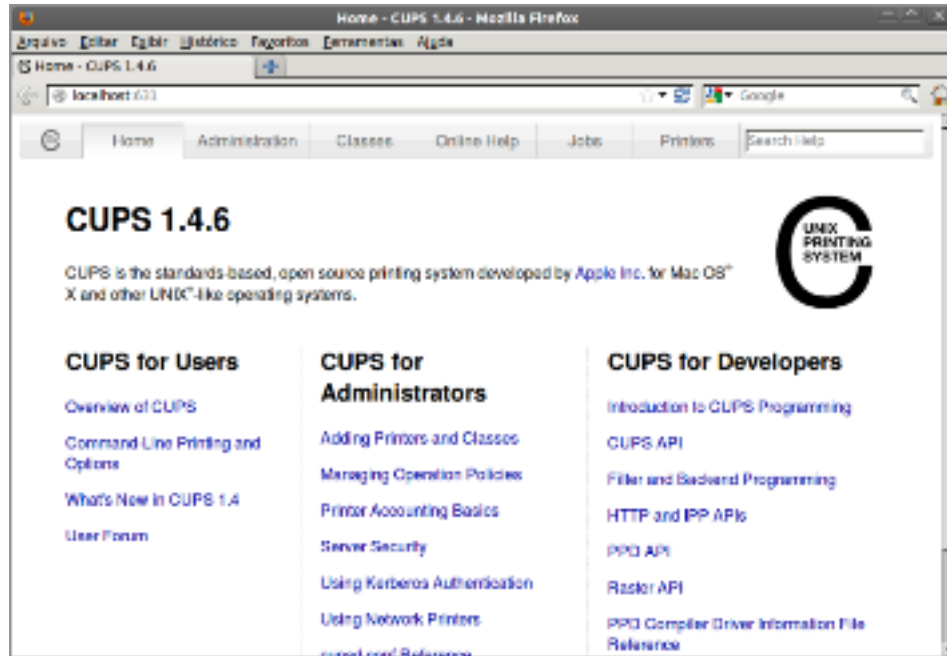 Home - CUPS 1.4.6 - Mozilla Firefox
Arquivo Editar Exibir Histórico Favoritos Ferramentas Ajuda
Home - CUPS 1.4.6
localhost:631
Google
Home Administration Classes Online Help Jobs Printers Search Help
CUPS 1.4.6
UNIX
PRINTING
SYSTEM
CUPS is the standards-based, open source printing system developed by Apple Inc. for Mac OS®
X and other UNIX®-like operating systems.
CUPS for Users
Overview of CUPS
Command-Line Printing and
Options
What's New in CUPS 1.4
User Forum
CUPS for
Administrators
Adding Printers and Classes
Managing Operation Policies
Printer Accounting Basics
Server Security
Using Kerberos Authentication
Using Network Printers
cupsd.conf Reference
CUPS for Developers
Introduction to CUPS Programming
CUPS API
Filter and Backend Programming
HTTP and IPP APIs
PPD API
Raster API
PPD Compiler Driver Information File
Reference